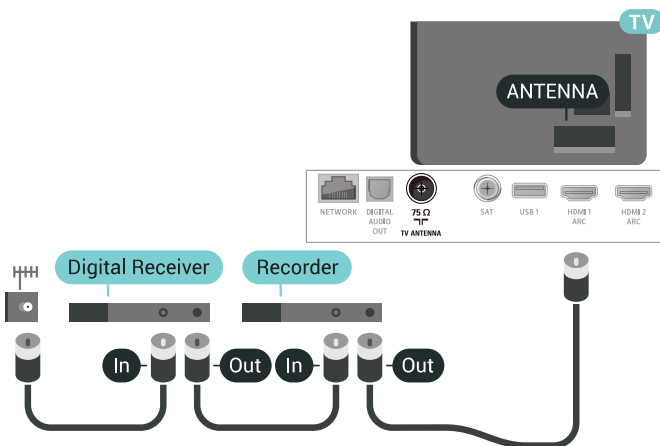 TV
ANTENNA
NETWORK
DIGITAL
AUDIO
OUT
75 Ω
TV ANTENNA
SAT
USB 1
HDMI 1
ARC
HDMI 2
ARC
Digital Receiver
Recorder
In
Out
In
Out